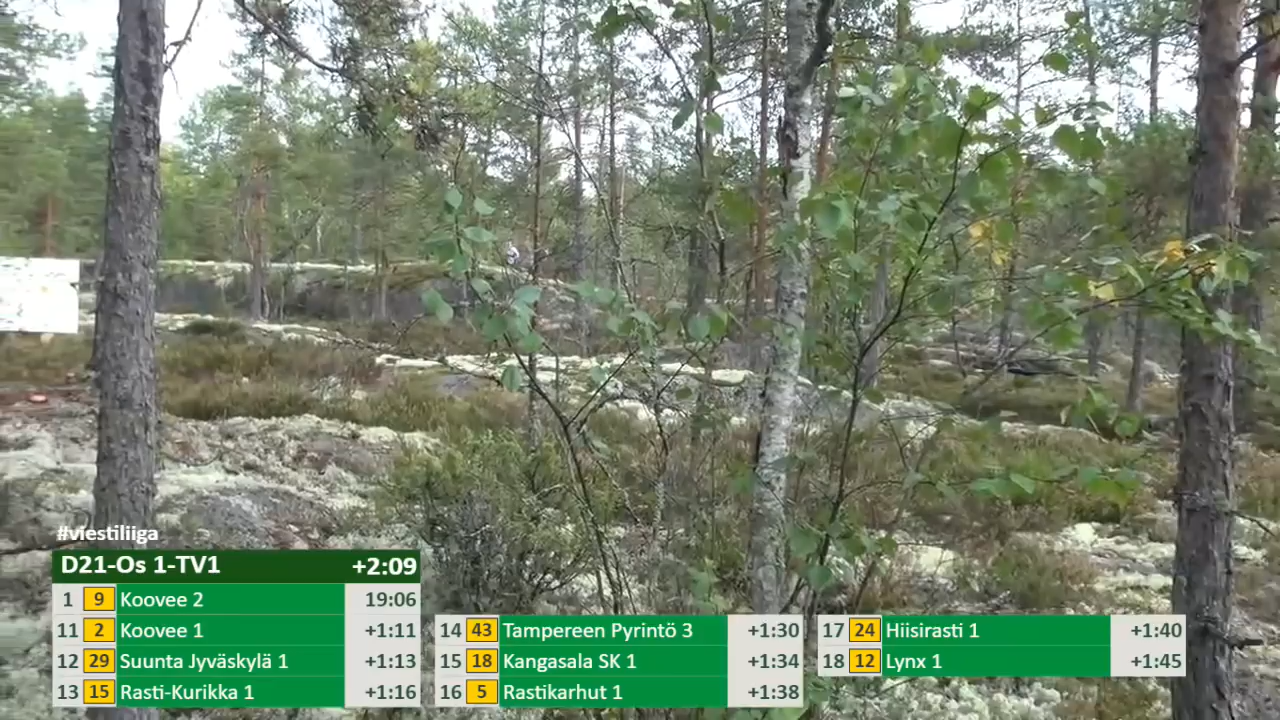 #viestiliiga
D21-Os 1-TV1 +2:09
1 9 Koovee 2 19:06
11 2 Koovee 1 +1:11
12 29 Suunta Jyväskylä 1 +1:13
13 15 Rasti-Kurikka 1 +1:16
14 43 Tampereen Pyrintö 3 +1:30
15 18 Kangasala SK 1 +1:34
16 5 Rastikarhut 1 +1:38
17 24 Hiisirasti 1 +1:40
18 12 Lynx 1 +1:45